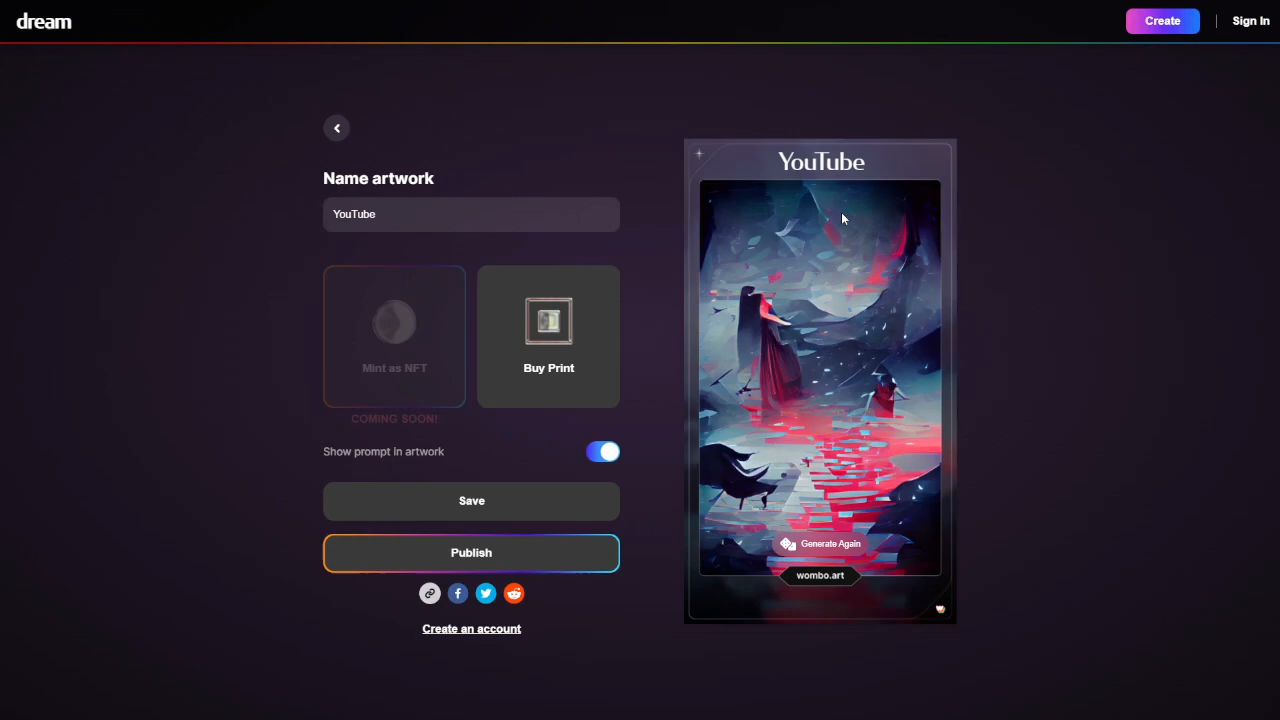 dream
Create
Sign In
Name artwork
YouTube
Mint as NFT
COMING SOON!
Buy Print
Show prompt in artwork
Save
Publish
Create an account
YouTube
Generate Again
wombo.art